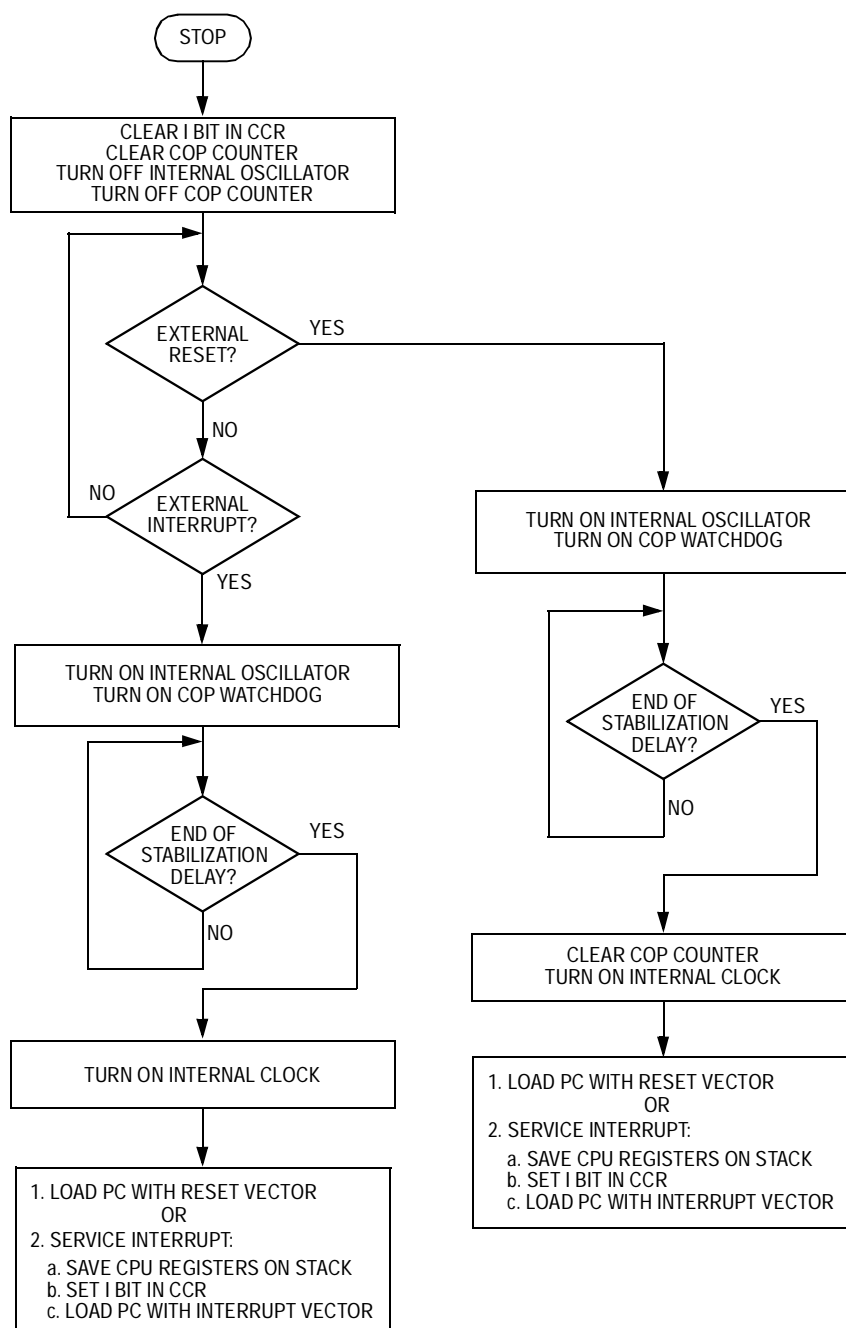 STOP
CLEAR I BIT IN CCR
CLEAR COP COUNTER
TURN OFF INTERNAL OSCILLATOR
TURN OFF COP COUNTER
EXTERNAL
RESET?
YES
NO
EXTERNAL
INTERRUPT?
NO
YES
TURN ON INTERNAL OSCILLATOR
TURN ON COP WATCHDOG
END OF
STABILIZATION
DELAY?
YES
NO
TURN ON INTERNAL CLOCK
1. LOAD PC WITH RESET VECTOR
OR
2. SERVICE INTERRUPT:
a. SAVE CPU REGISTERS ON STACK
b. SET I BIT IN CCR
c. LOAD PC WITH INTERRUPT VECTOR
TURN ON INTERNAL OSCILLATOR
TURN ON COP WATCHDOG
END OF
STABILIZATION
DELAY?
YES
NO
CLEAR COP COUNTER
TURN ON INTERNAL CLOCK
1. LOAD PC WITH RESET VECTOR
OR
2. SERVICE INTERRUPT:
a. SAVE CPU REGISTERS ON STACK
b. SET I BIT IN CCR
c. LOAD PC WITH INTERRUPT VECTOR